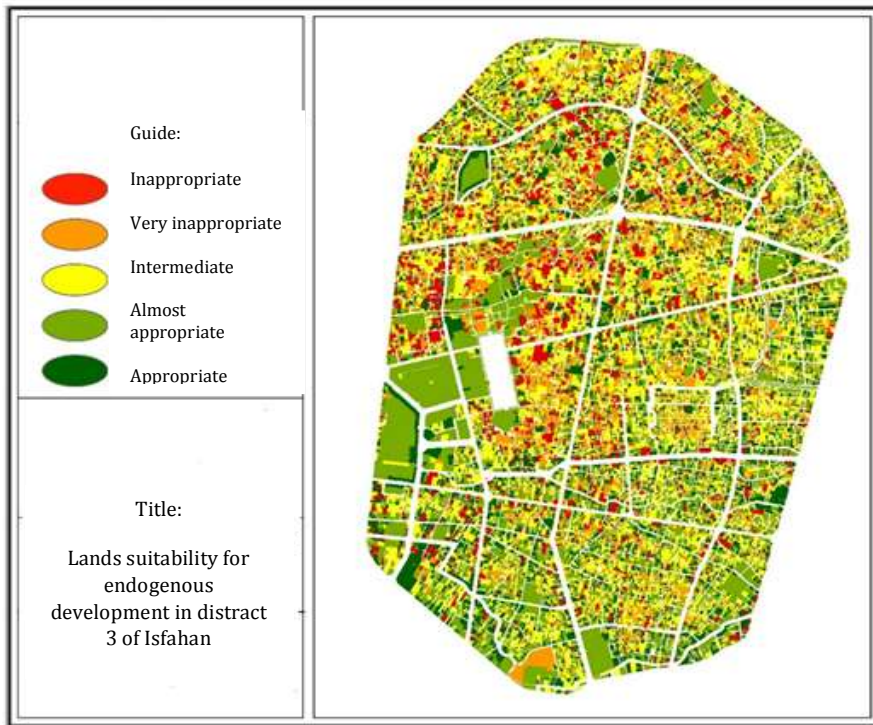 Guide:
Inappropriate
Very inappropriate
Intermediate
Almost
appropriate
Appropriate
Title:
Lands suitability for
endogenous
development in distract
3 of Isfahan